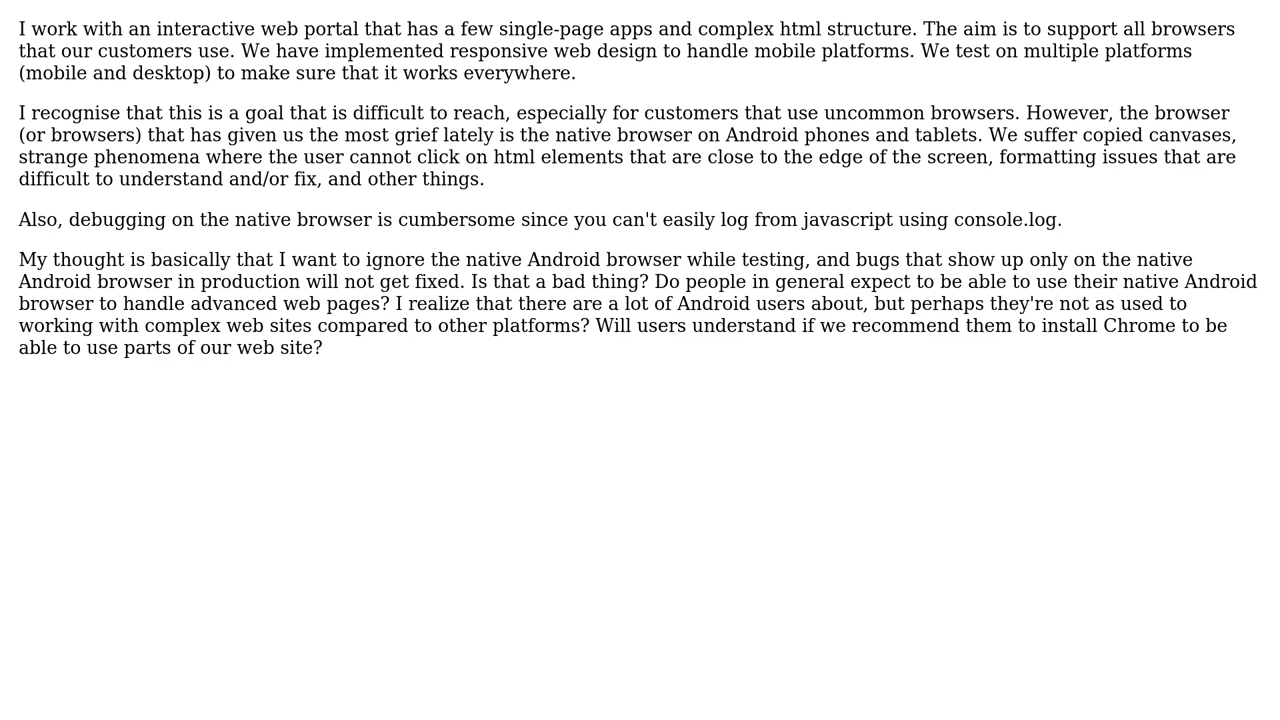 I work with an interactive web portal that has a few single-page apps and complex html structure. The aim is to support all browsers
that our customers use. We have implemented responsive web design to handle mobile platforms. We test on multiple platforms
(mobile and desktop) to make sure that it works everywhere.
I recognise that this is a goal that is difficult to reach, especially for customers that use uncommon browsers. However, the browser
(or browsers) that has given us the most grief lately is the native browser on Android phones and tablets. We suffer copied canvases,
strange phenomena where the user cannot click on html elements that are close to the edge of the screen, formatting issues that are
difficult to understand and/or fix, and other things.
Also, debugging on the native browser is cumbersome since you can't easily log from javascript using console.log.
My thought is basically that I want to ignore the native Android browser while testing, and bugs that show up only on the native
Android browser in production will not get fixed. Is that a bad thing? Do people in general expect to be able to use their native Android
browser to handle advanced web pages? I realize that there are a lot of Android users about, but perhaps they're not as used to
working with complex web sites compared to other platforms? Will users understand if we recommend them to install Chrome to be
able to use parts of our web site?